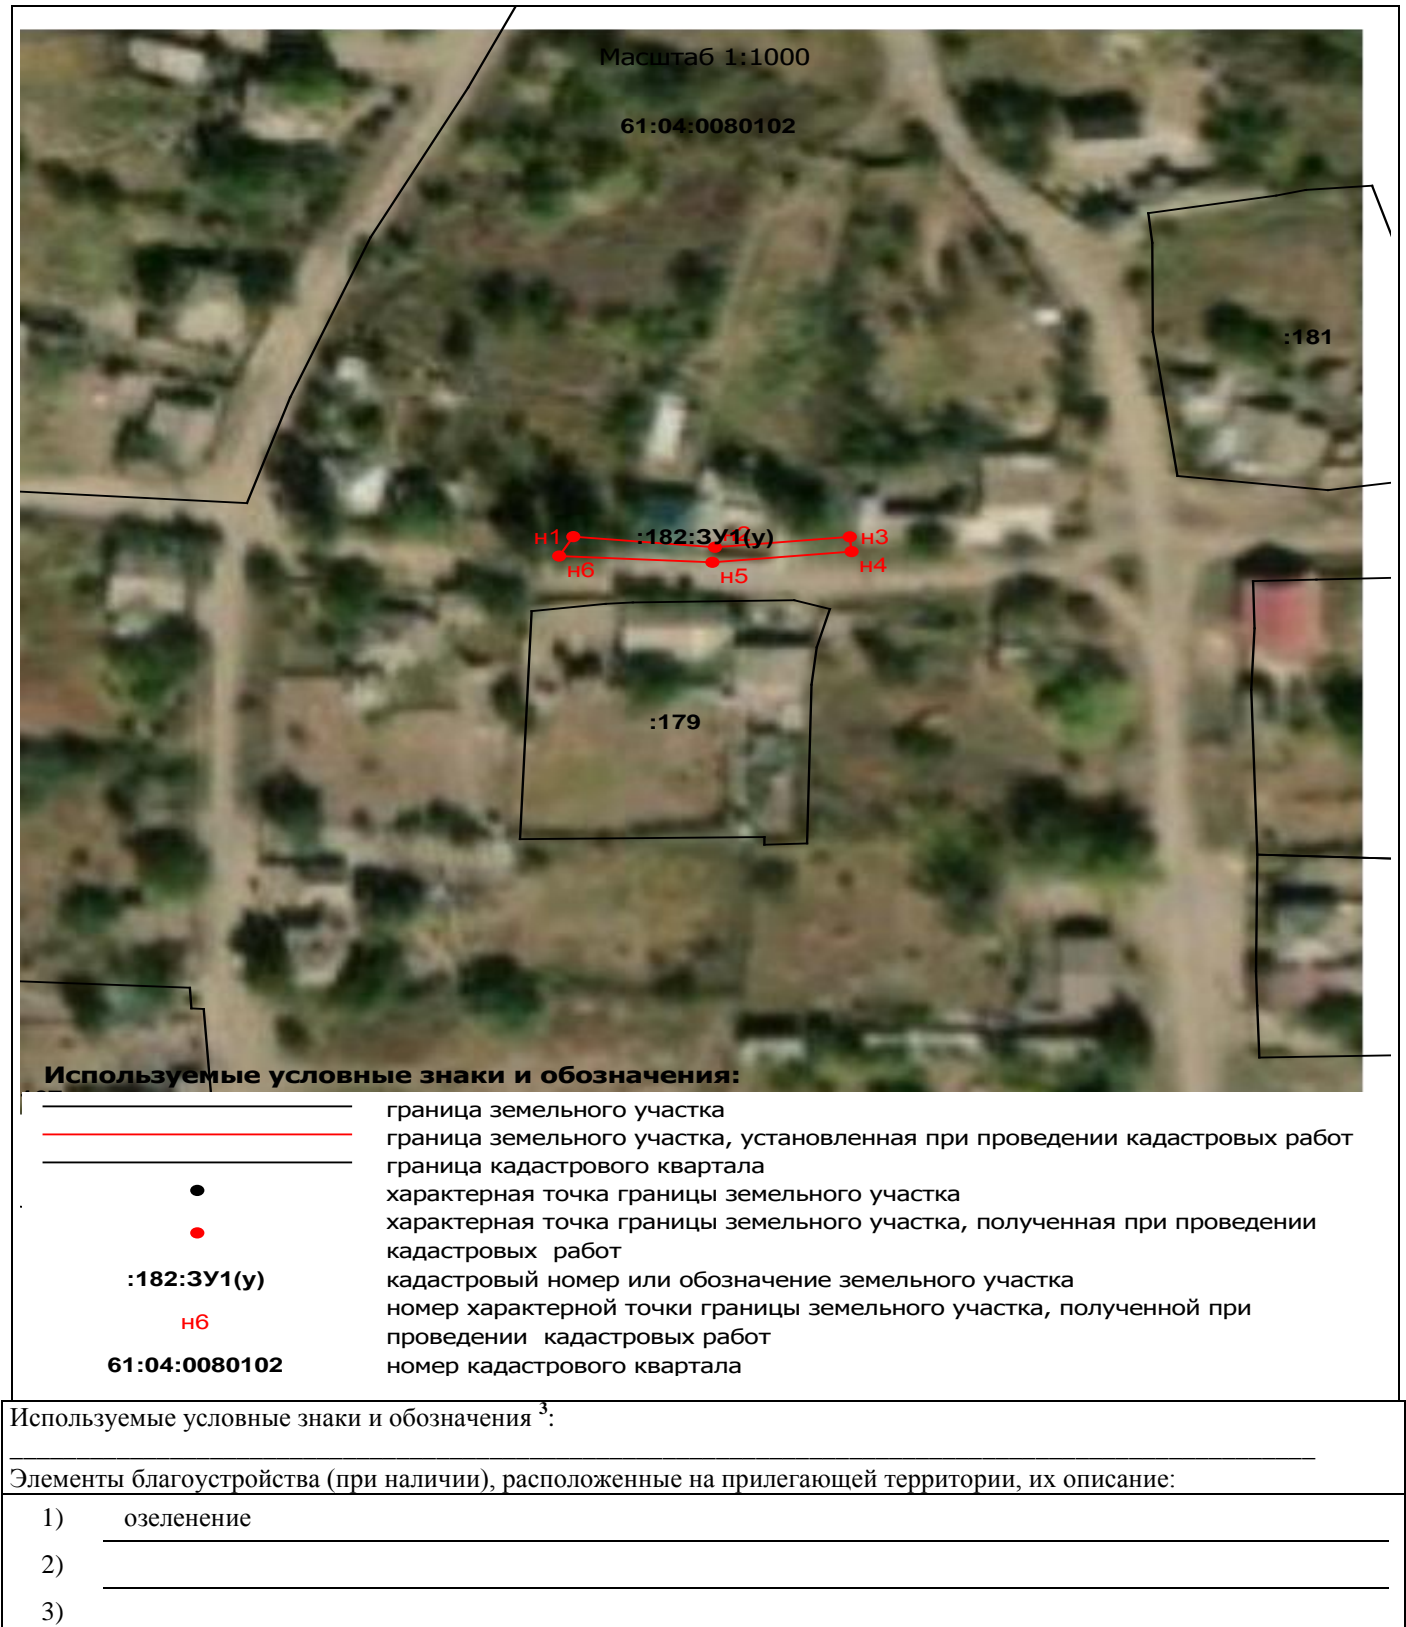 Масштаб 1:1000
61:04:0080102
:181
н1 :182:ЗУ1(у) н2 н3
н6 н5 н4
:179
Используемые условные знаки и обозначения:
граница земельного участка
граница земельного участка, установленная при проведении кадастровых работ
граница кадастрового квартала
характерная точка границы земельного участка
характерная точка границы земельного участка, полученная при проведении
кадастровых работ
:182:ЗУ1(у) кадастровый номер или обозначение земельного участка
н6 номер характерной точки границы земельного участка, полученной при
проведении кадастровых работ
61:04:0080102 номер кадастрового квартала
Используемые условные знаки и обозначения ³:
Элементы благоустройства (при наличии), расположенные на прилегающей территории, их описание:
1) озеленение
2)
3)